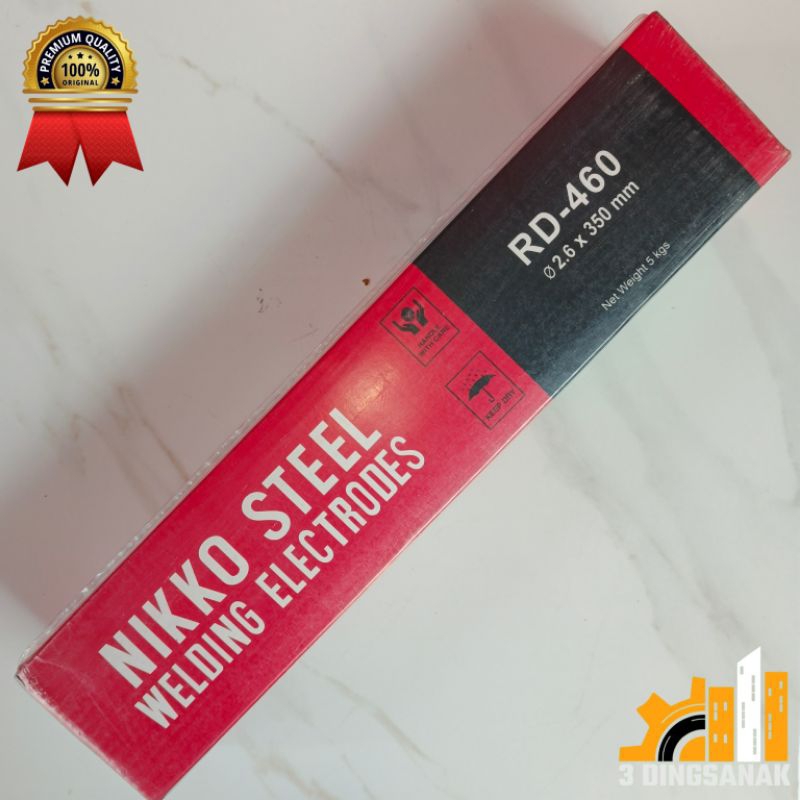 PREMIUM QUALITY
100%
ORIGINAL
RD-460
Ø 2.6 x 350 mm
Net Weight 5 kgs
HANDLE
WITH CARE
KEEP DRY
NIKKO STEEL
WELDING ELECTRODES
3 DINGSANAK